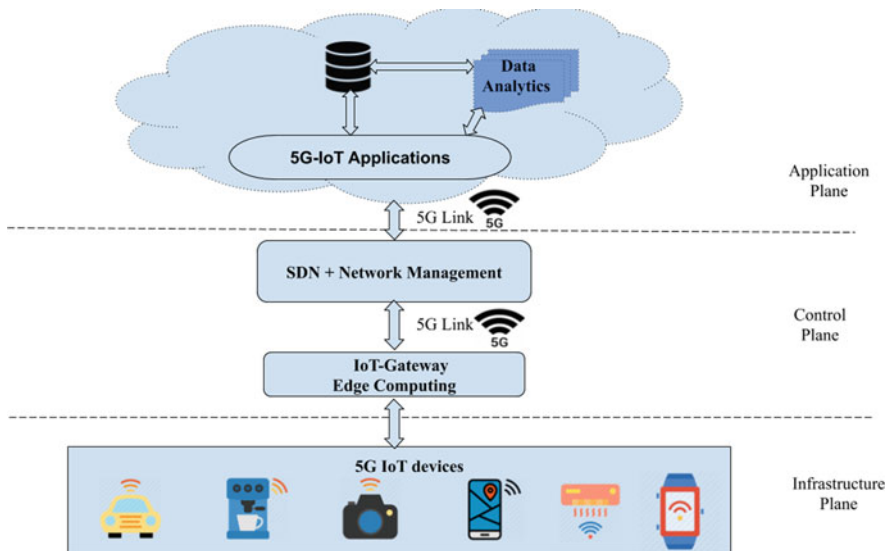 Data
Analytics
5G-IoT Applications
Application
Plane
5G Link
5G
SDN + Network Management
5G Link
5G
Control
Plane
IoT-Gateway
Edge Computing
5G IoT devices
Infrastructure
Plane